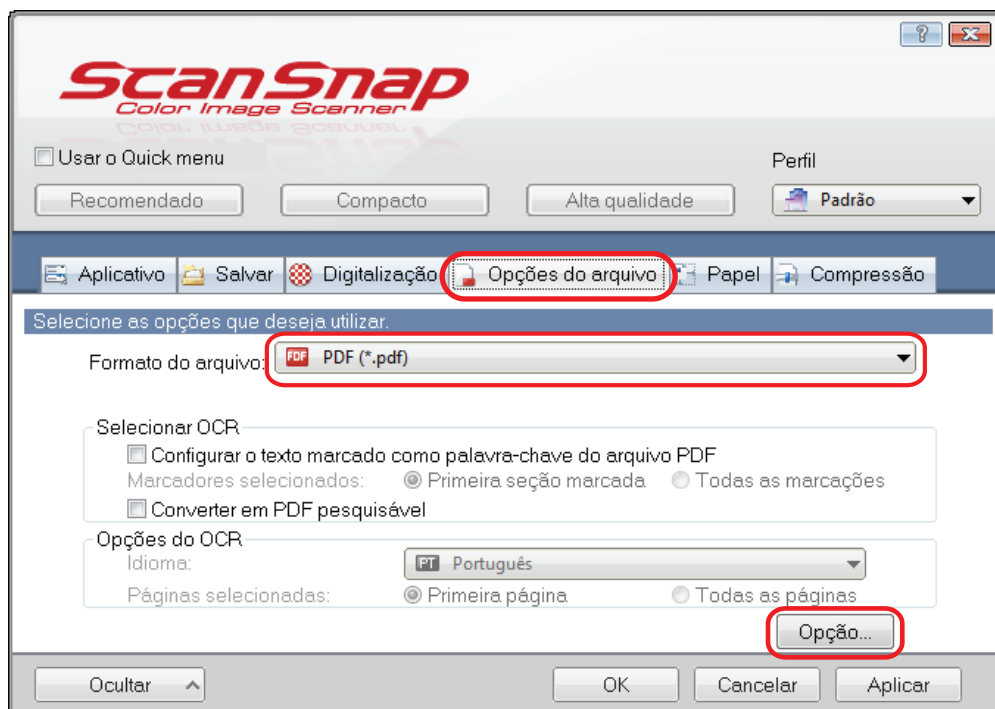 ScanSnap
Color Image Scanner
Usar o Quick menu
Perfil
Recomendado Compacto Alta qualidade Padrão
Aplicativo Salvar Digitalização Opções do arquivo Papel Compressão
Selecione as opções que deseja utilizar.
Formato do arquivo: PDF PDF (*.pdf)
Selecionar OCR
Configurar o texto marcado como palavra-chave do arquivo PDF
Marcadores selecionados: Primeira seção marcada Todas as marcações
Converter em PDF pesquisável
Opções do OCR
Idioma: PT Português
Páginas selecionadas: Primeira página Todas as páginas
Opção...
Ocultar OK Cancelar Aplicar